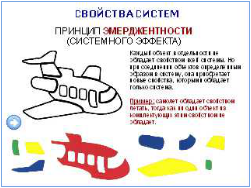 СВОЙСТВА СИСТЕМ
ПРИНЦИП ЭМЕРДЖЕНТНОСТИ
(СИСТЕМНОГО ЭФФЕКТА)
Каждый объект в отдельности не
обладает свойством всей системы. Но
при соединении объектов определенным
образом в систему, она приобретает
новые свойства, которыми обладает
только система.
Пример: самолет обладает свойством
летать, тогда как ни один объект из
комплектующих этим свойством не
обладает.